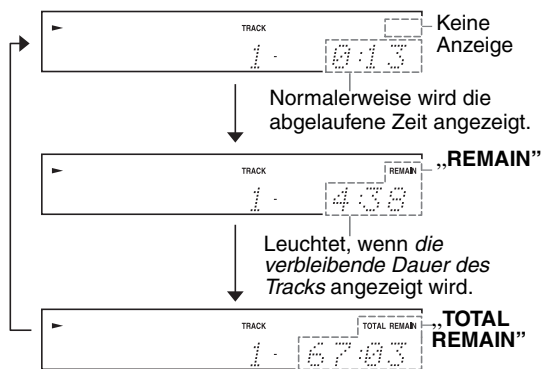 TRACK
Keine
Anzeige
1 - 0:13
Normalerweise wird die
abgelaufene Zeit angezeigt.
TRACK REMAIN
„REMAIN”
1 - 4:38
Leuchtet, wenn die
verbleibende Dauer des
Tracks angezeigt wird.
TRACK TOTAL REMAIN
„TOTAL
REMAIN”
1 - 67:03